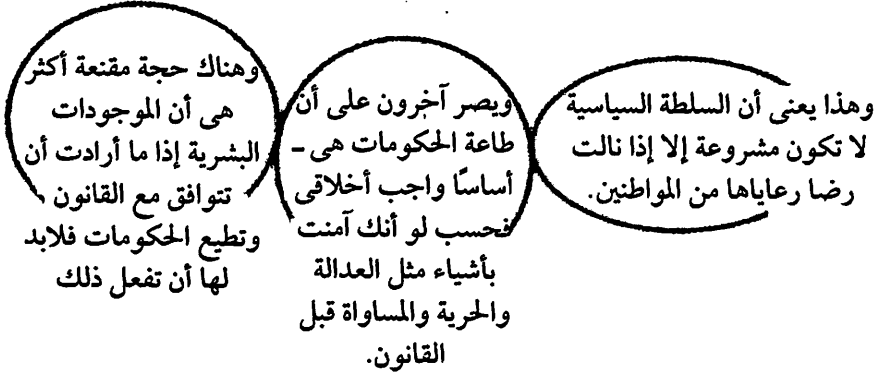 وهذا يعنى أن السلطة السياسية
لا تكون مشروعة إلا إذا نالت
رضا رعاياها من المواطنين.
ويصر آخرون على أن
طاعة الحكومات هى -
أساسًا واجب أخلاقى
فحسب لو أنك آمنت
بأشياء مثل العدالة
والحرية والمساواة قبل
القانون.
وهناك حجة مقنعة أكثر
هى أن الموجودات
البشرية إذا ما أرادت أن
تتوافق مع القانون
وتطيع الحكومات فلابد
لها أن تفعل ذلك